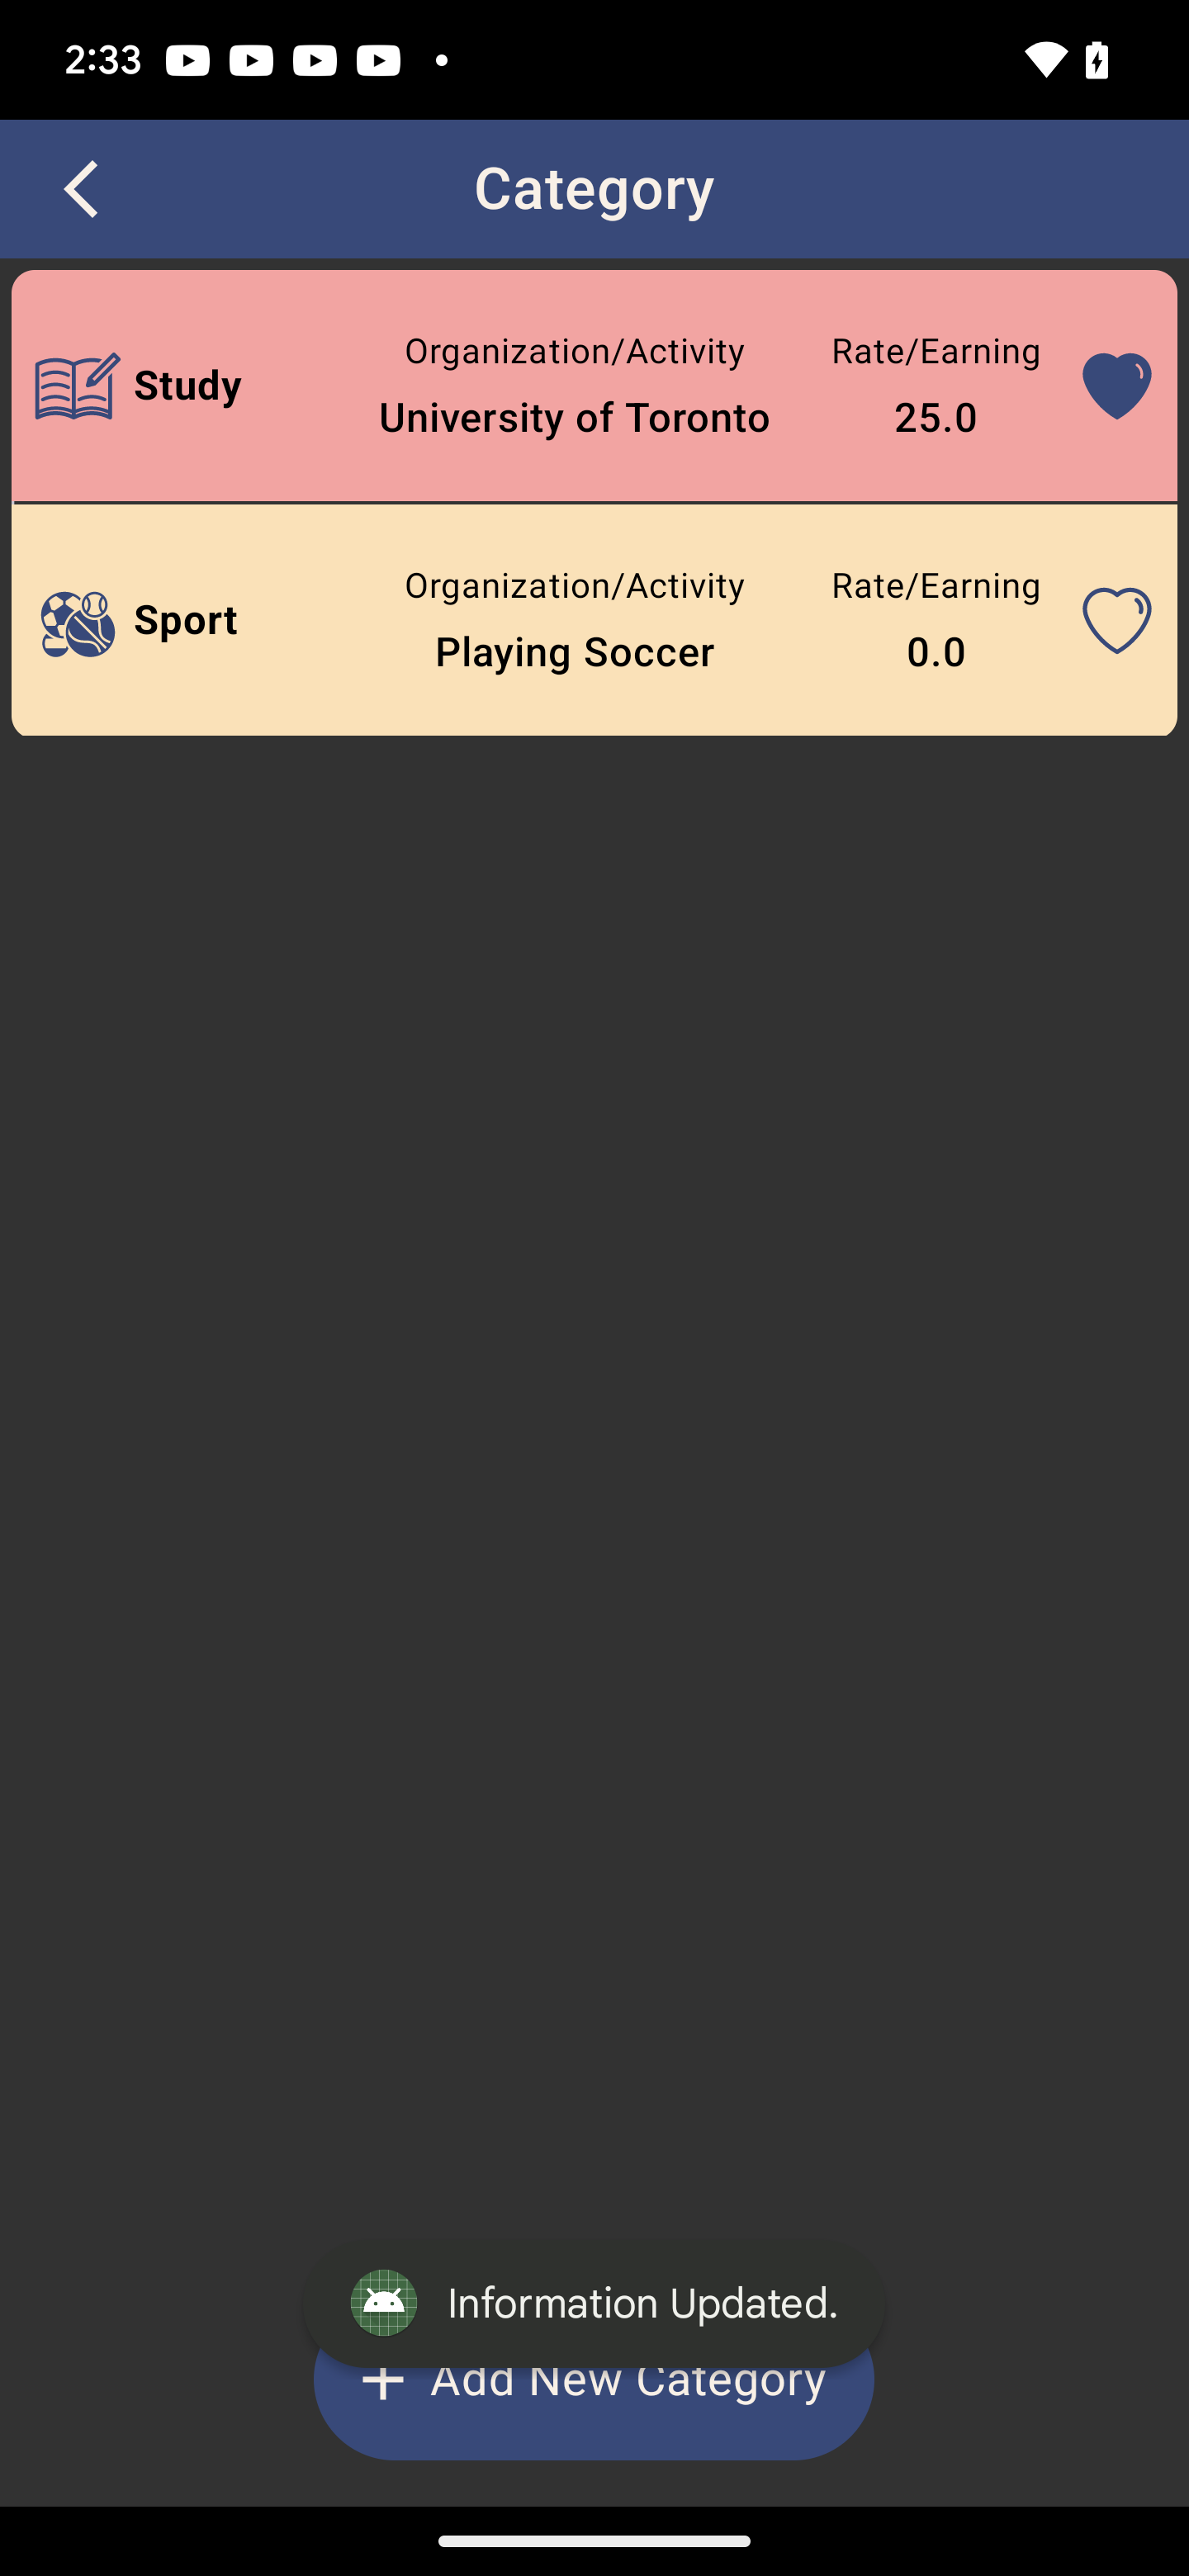 2:33
Category
Study
Organization/Activity
University of Toronto
Rate/Earning
25.0
Sport
Organization/Activity
Playing Soccer
Rate/Earning
0.0
Information Updated.
Add New Category